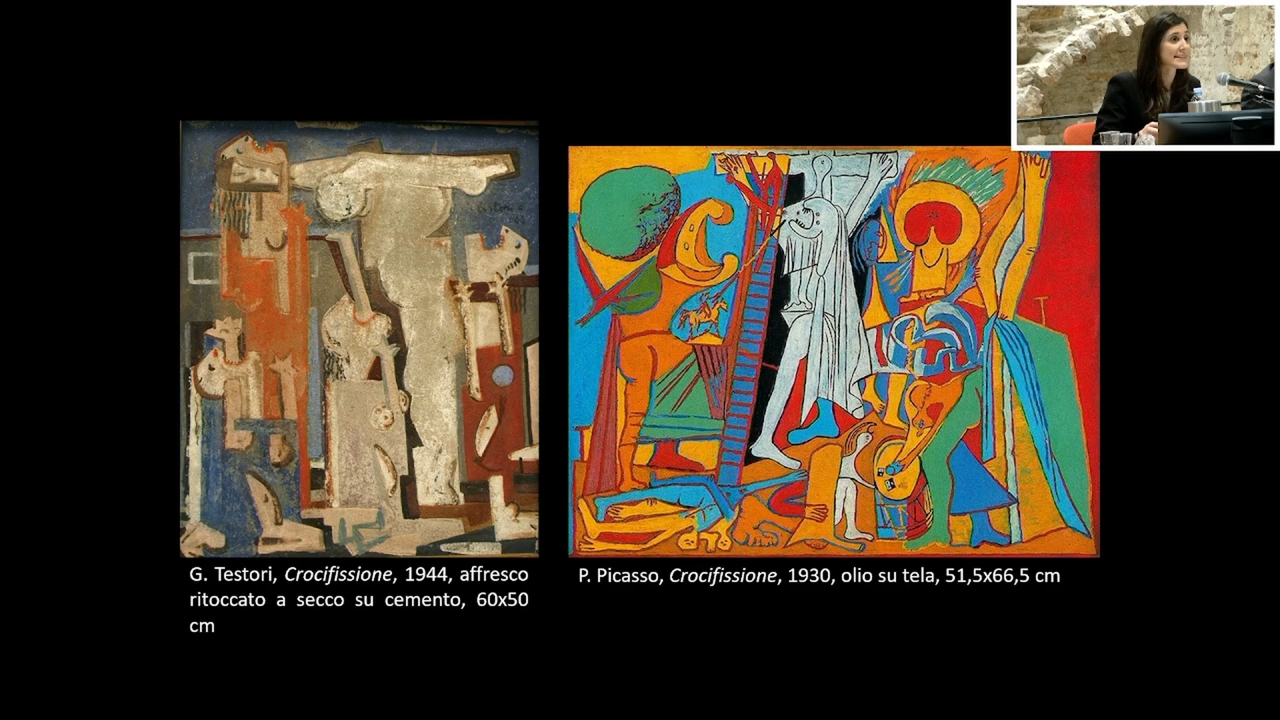 G. Testori, Crocifissione, 1944, affresco
ritoccato a secco su cemento, 60x50
cm
P. Picasso, Crocifissione, 1930, olio su tela, 51,5x66,5 cm